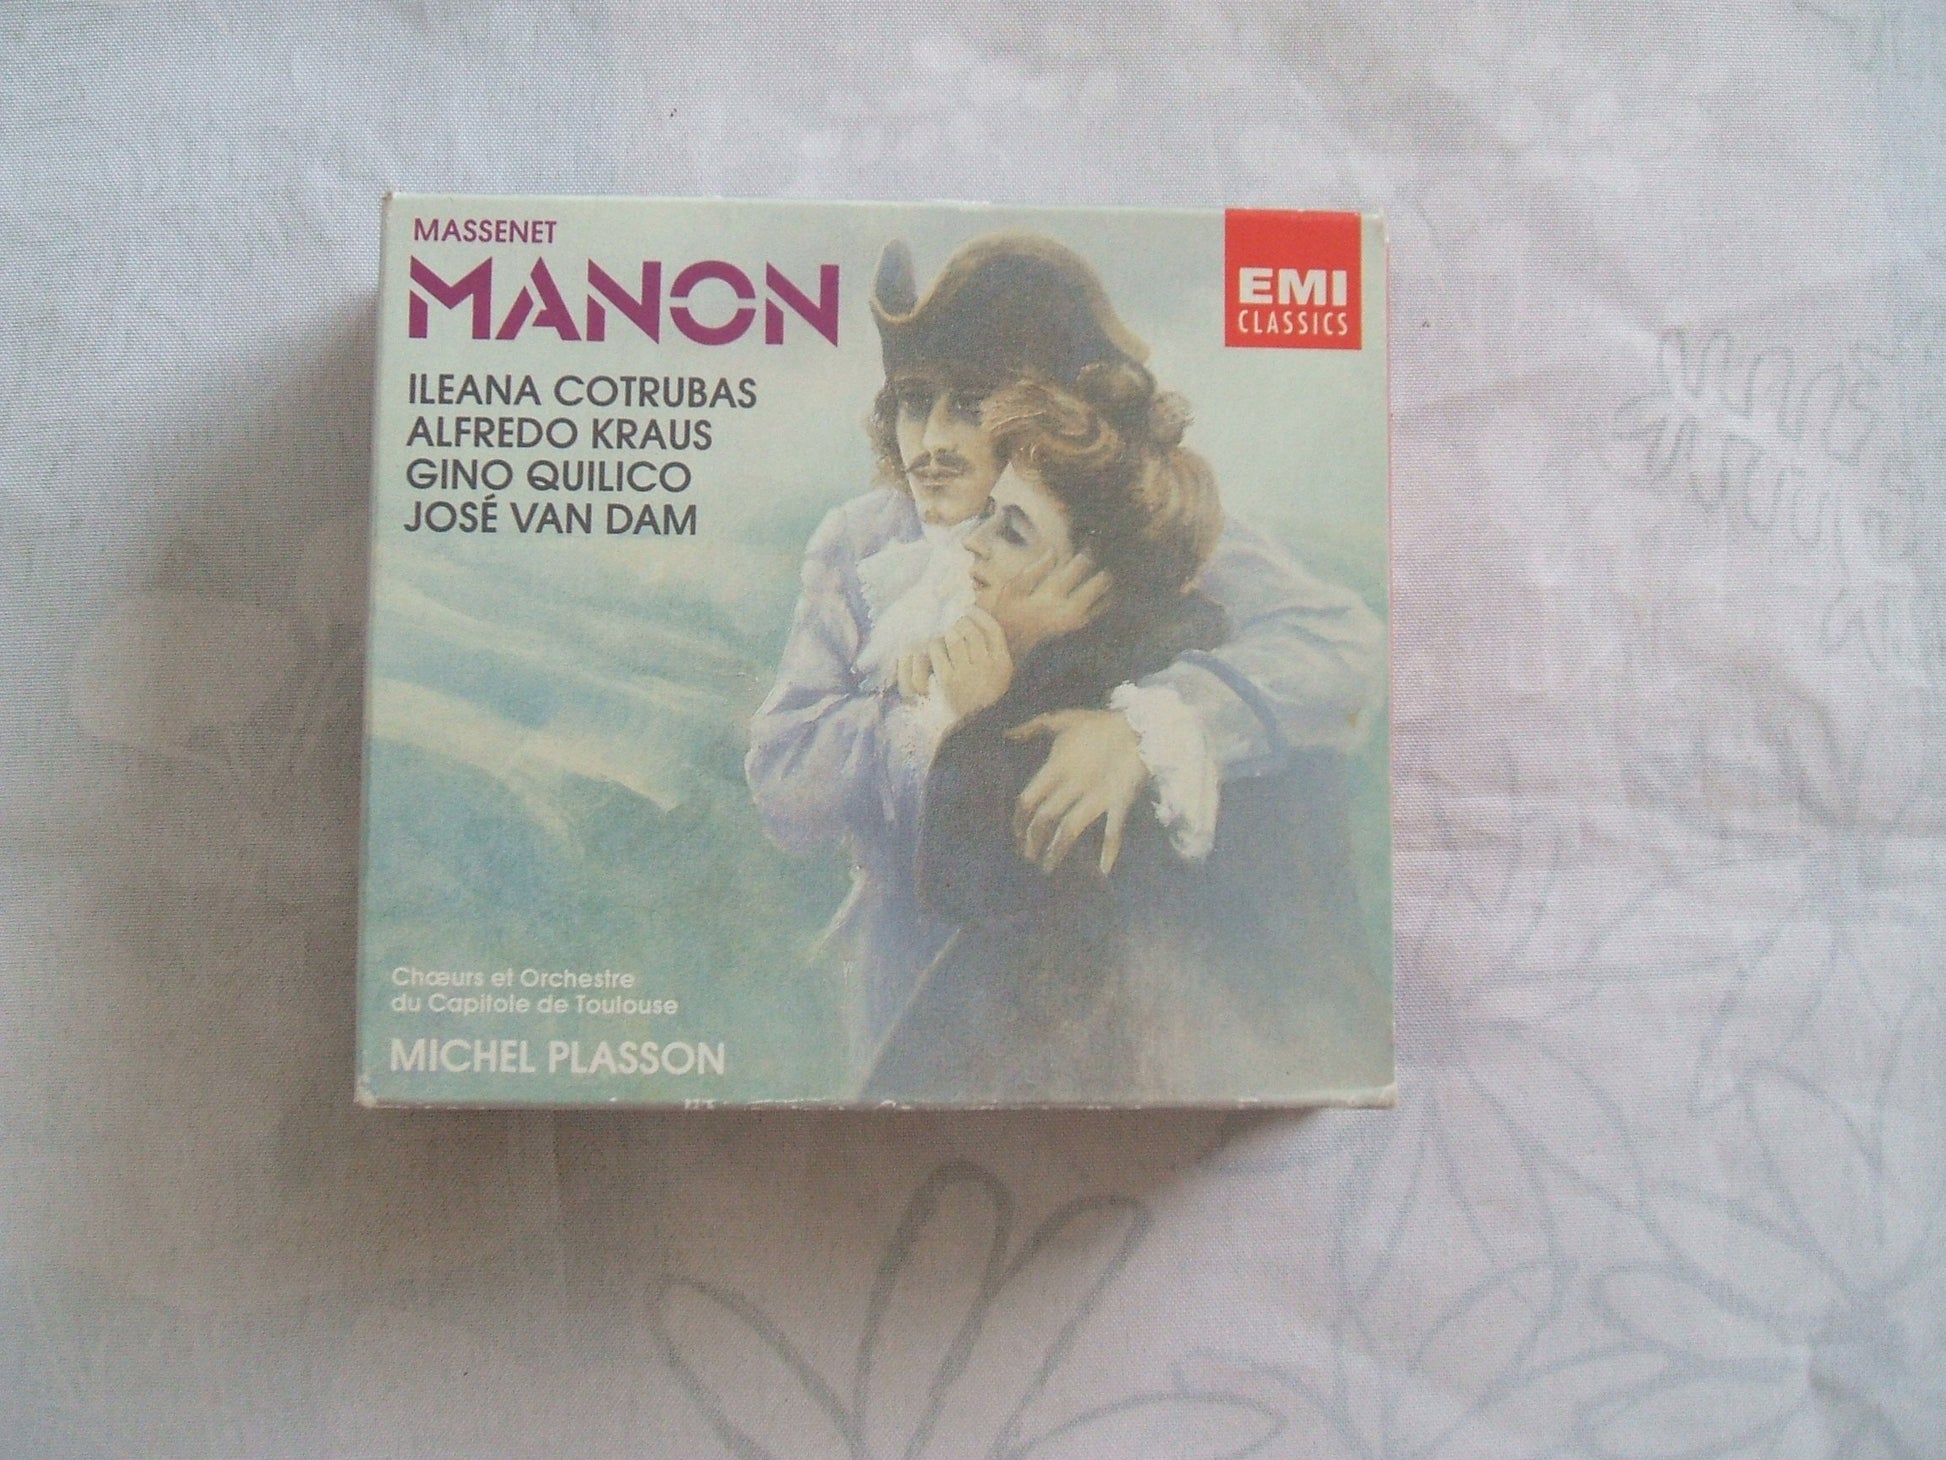 MASSENET
MANON
ILEANA COTRUBAS
ALFREDO KRAUS
GINO QUILICO
JOSÉ VAN DAM
EMI
CLASSICS
Chœurs et Orchestre
du Capitole de Toulouse
MICHEL PLASSON